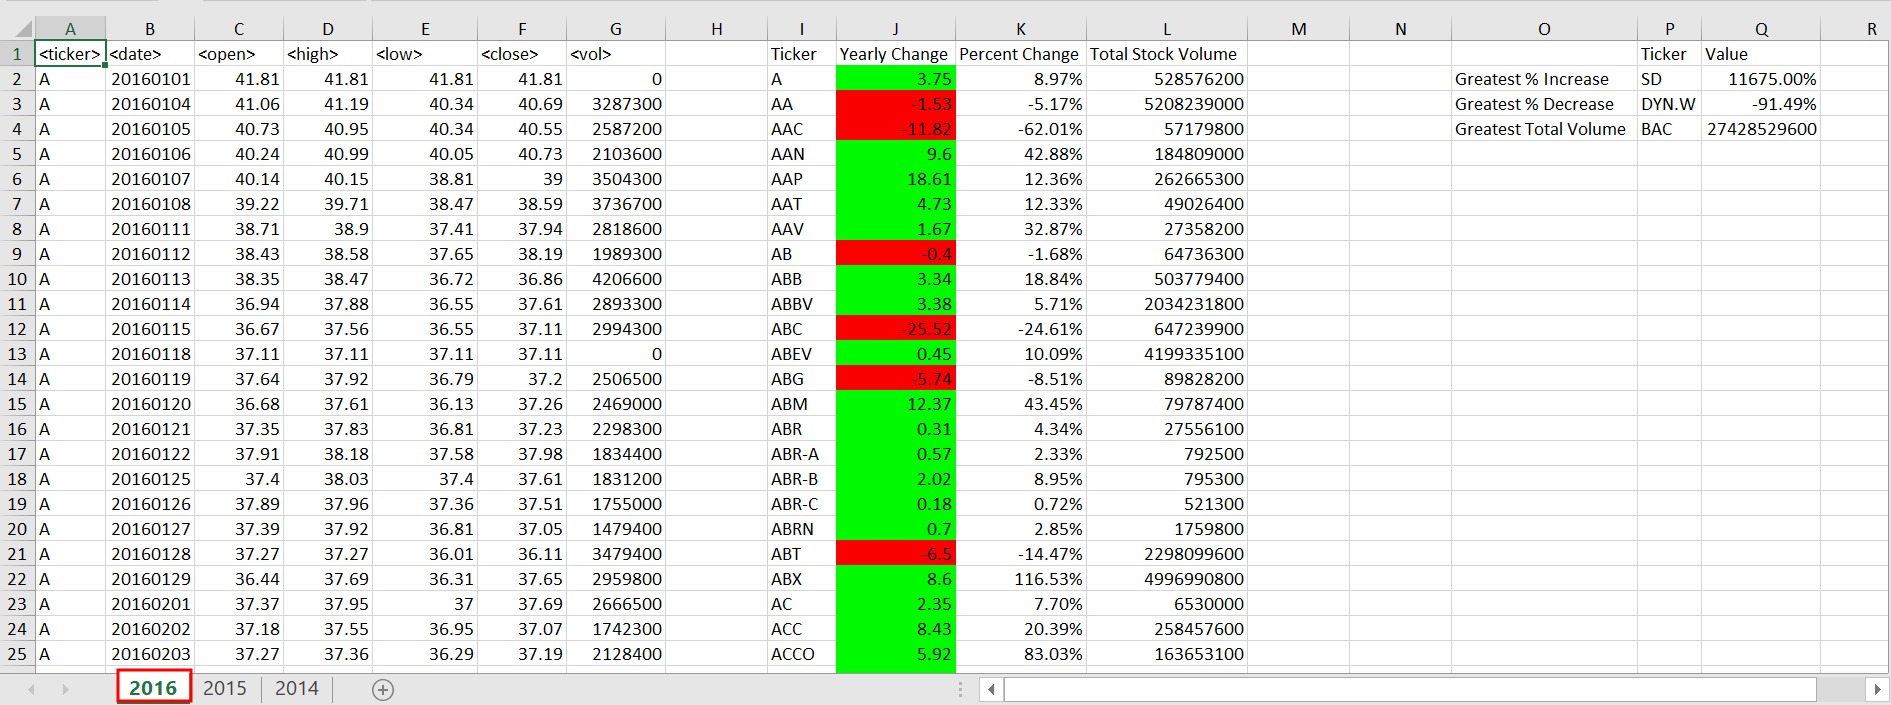 A B C D E F G H I J K L M N O P Q R
1 <ticker> <date> <open> <high> <low> <close> <vol> Ticker Yearly Change Percent Change Total Stock Volume Ticker Value
2 A 20160101 41.81 41.81 41.81 41.81 0 A 3.75 8.97% 528576200 Greatest % Increase SD 11675.00%
3 A 20160104 41.06 41.19 40.34 40.69 3287300 AA -1.53 -5.17% 5208239000 Greatest % Decrease DYN.W -91.49%
4 A 20160105 40.73 40.95 40.34 40.55 2587200 AAC -11.82 -62.01% 57179800 Greatest Total Volume BAC 27428529600
5 A 20160106 40.24 40.99 40.05 40.73 2103600 AAN 9.6 42.88% 184809000
6 A 20160107 40.14 40.15 38.81 39 3504300 AAP 18.61 12.36% 262665300
7 A 20160108 39.22 39.71 38.47 38.59 3736700 AAT 4.73 12.33% 49026400
8 A 20160111 38.71 38.9 37.41 37.94 2818600 AAV 1.67 32.87% 27358200
9 A 20160112 38.43 38.58 37.65 38.19 1989300 AB -0.4 -1.68% 64736300
10 A 20160113 38.35 38.47 36.72 36.86 4206600 ABB 3.34 18.84% 503779400
11 A 20160114 36.94 37.88 36.55 37.61 2893300 ABBV 3.38 5.71% 2034231800
12 A 20160115 36.67 37.56 36.55 37.11 2994300 ABC -25.52 -24.61% 647239900
13 A 20160118 37.11 37.11 37.11 37.11 0 ABEV 0.45 10.09% 4199335100
14 A 20160119 37.64 37.92 36.79 37.2 2506500 ABG -5.74 -8.51% 89828200
15 A 20160120 36.68 37.61 36.13 37.26 2469000 ABM 12.37 43.45% 79787400
16 A 20160121 37.35 37.83 36.81 37.23 2298300 ABR 0.31 4.34% 27556100
17 A 20160122 37.91 38.18 37.58 37.98 1834400 ABR-A 0.57 2.33% 792500
18 A 20160125 37.4 38.03 37.4 37.61 1831200 ABR-B 2.02 8.95% 795300
19 A 20160126 37.89 37.96 37.36 37.51 1755000 ABR-C 0.18 0.72% 521300
20 A 20160127 37.39 37.92 36.81 37.05 1479400 ABRN 0.7 2.85% 1759800
21 A 20160128 37.27 37.27 36.01 36.11 3479400 ABT -6.5 -14.47% 2298099600
22 A 20160129 36.44 37.69 36.31 37.65 2959800 ABX 8.6 116.53% 4996990800
23 A 20160201 37.37 37.95 37 37.69 2666500 AC 2.35 7.70% 6530000
24 A 20160202 37.18 37.55 36.95 37.07 1742300 ACC 8.43 20.39% 258457600
25 A 20160203 37.27 37.36 36.29 37.19 2128400 ACCO 5.92 83.03% 163653100
2016 2015 2014